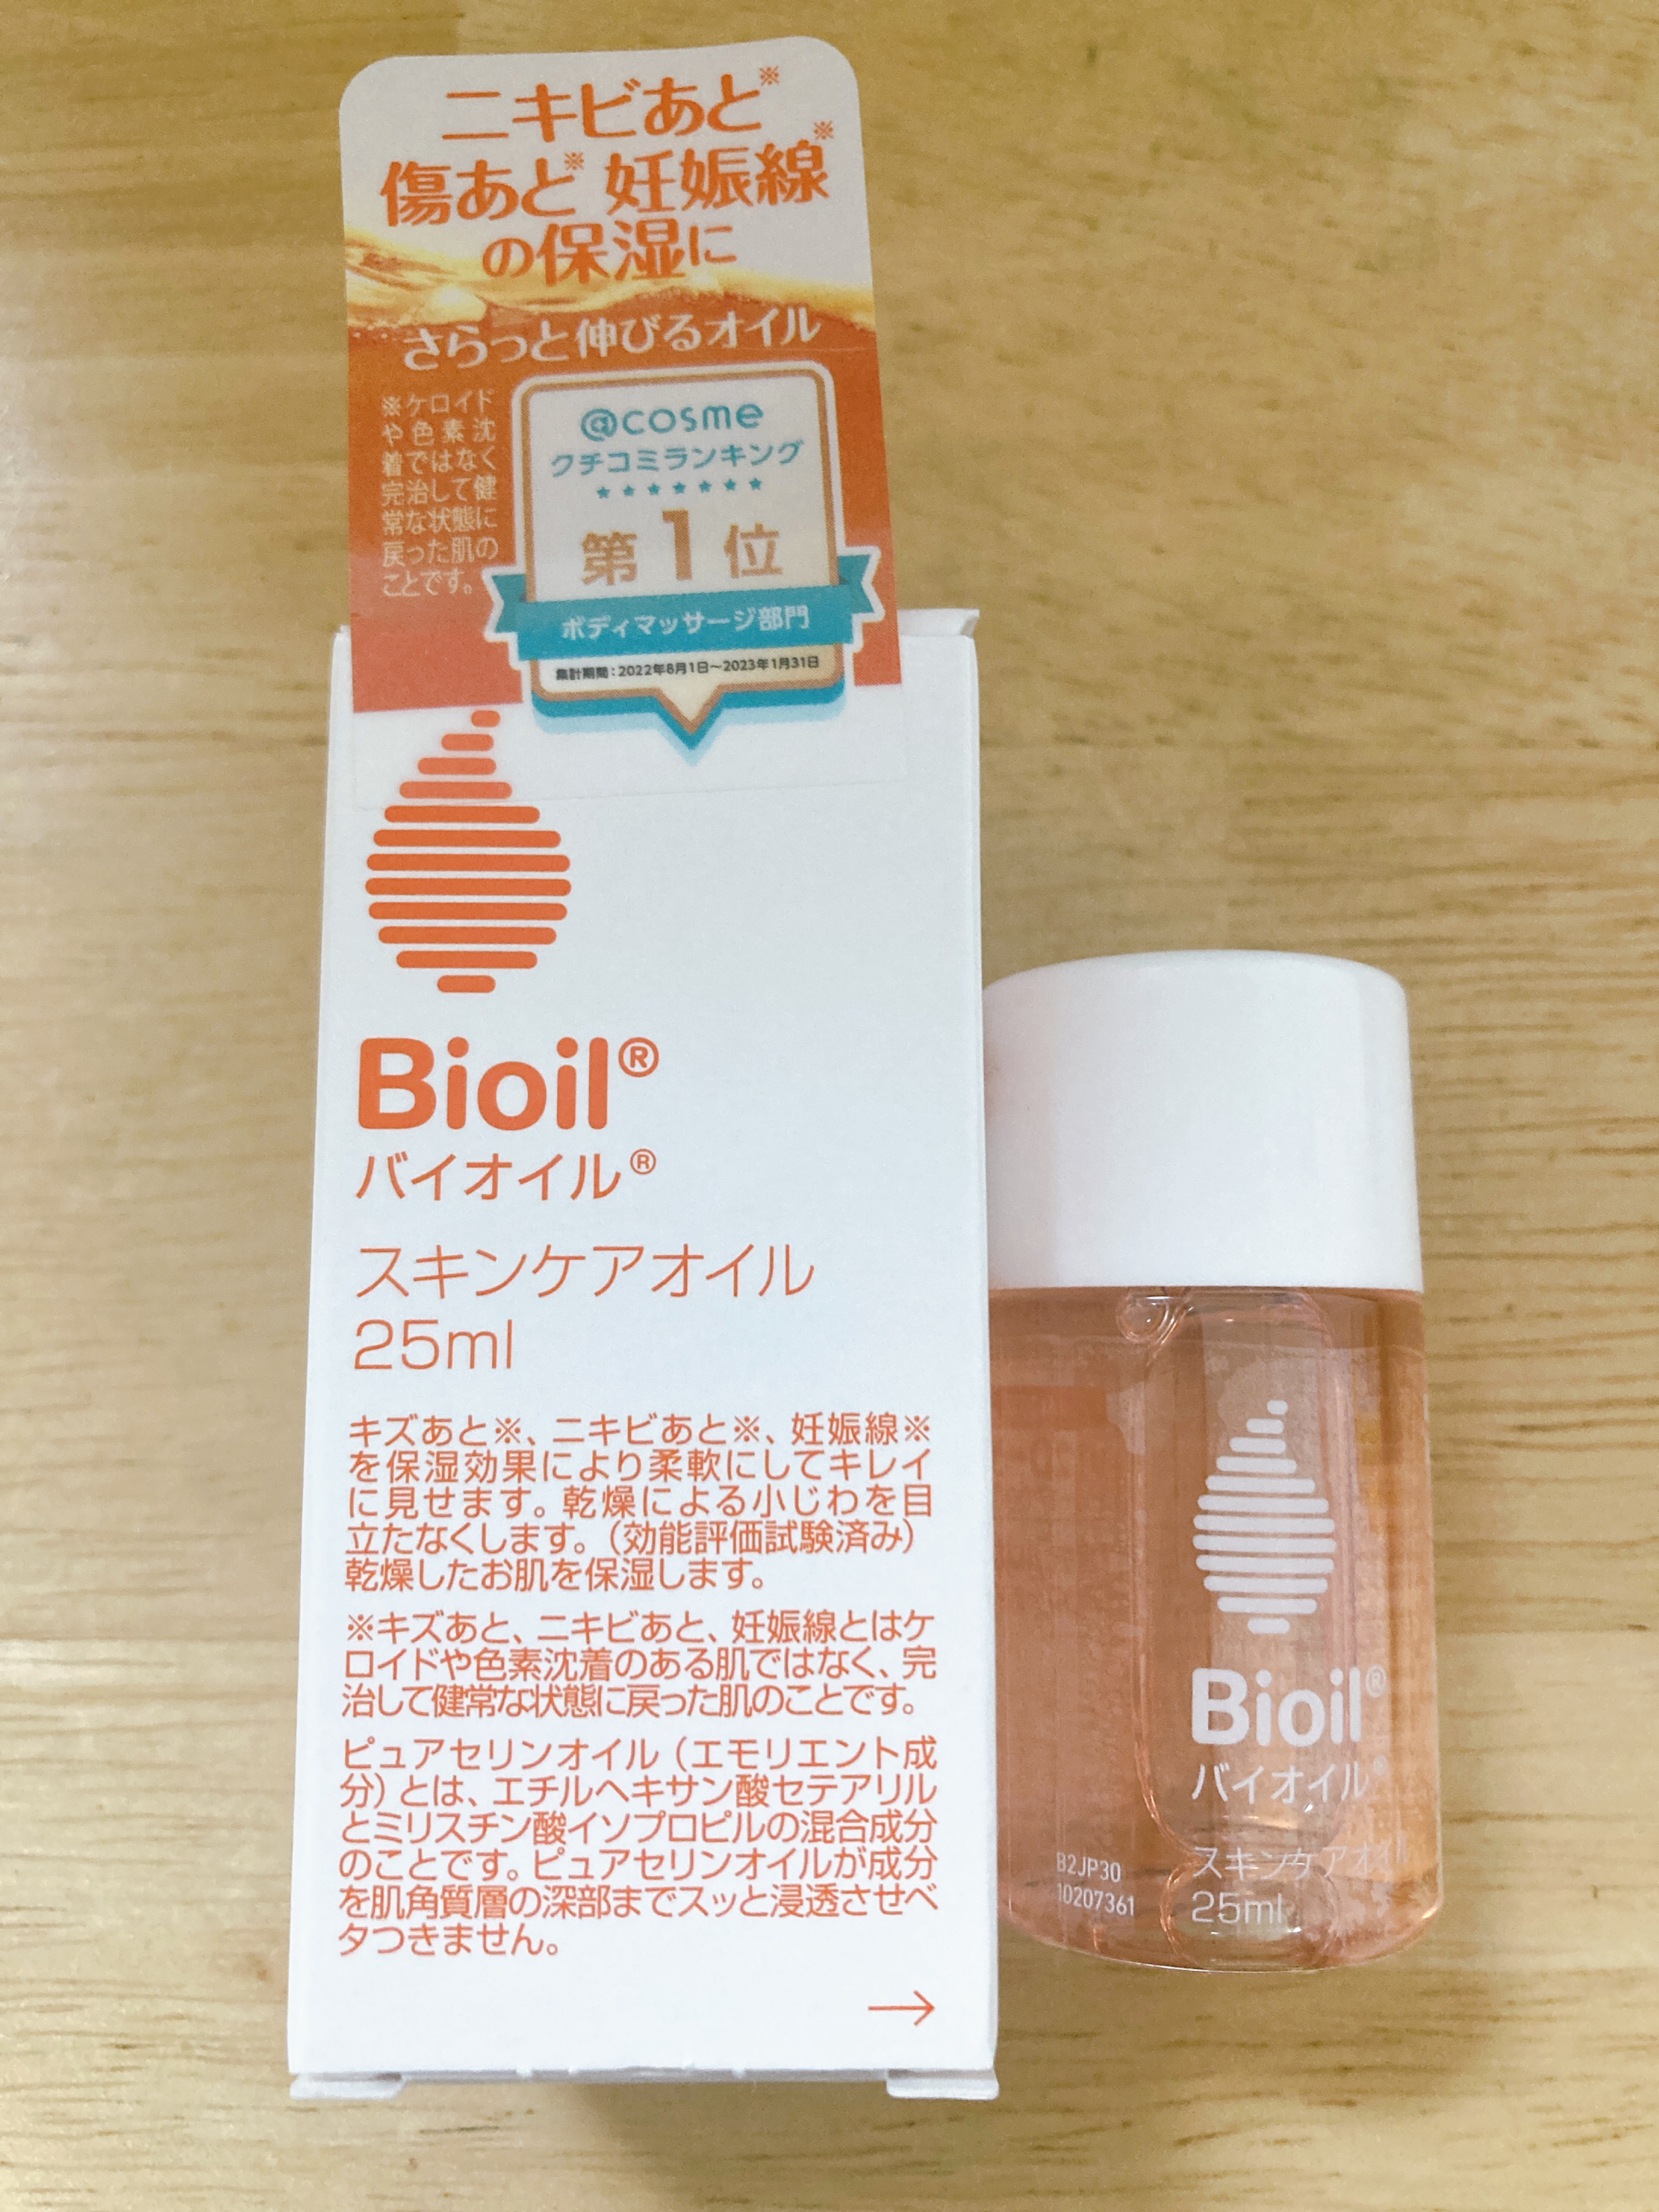 ニキビあと※
傷あと※ 妊娠線※
の保湿に
さらっと伸びるオイル
※ケロイド
や色素沈
着ではなく
完治して健
常な状態に
戻った肌の
ことです。
@cosme
クチコミランキング
第1位
ボディマッサージ部門
集計期間:2022年8月1日～2023年1月31日
Bioil®
バイオイル®
スキンケアオイル
25ml
キズあと※、ニキビあと※、妊娠線※
を保湿効果により柔軟にしてキレイ
に見せます。乾燥による小じわを目
立たなくします。（効能評価試験済み）
乾燥したお肌を保湿します。
※キズあと、ニキビあと、妊娠線とはケ
ロイドや色素沈着のある肌ではなく、完
治して健常な状態に戻った肌のことです。
ピュアセリンオイル（エモリエント成
分）とは、エチルヘキサン酸セテアリル
とミリスチン酸イソプロピルの混合成分
のことです。ピュアセリンオイルが成分
を肌角質層の深部までスッと浸透させベ
タつきません。
Bioil®
バイオイル®
スキンケアオイル
25ml
B2JP30
10207361